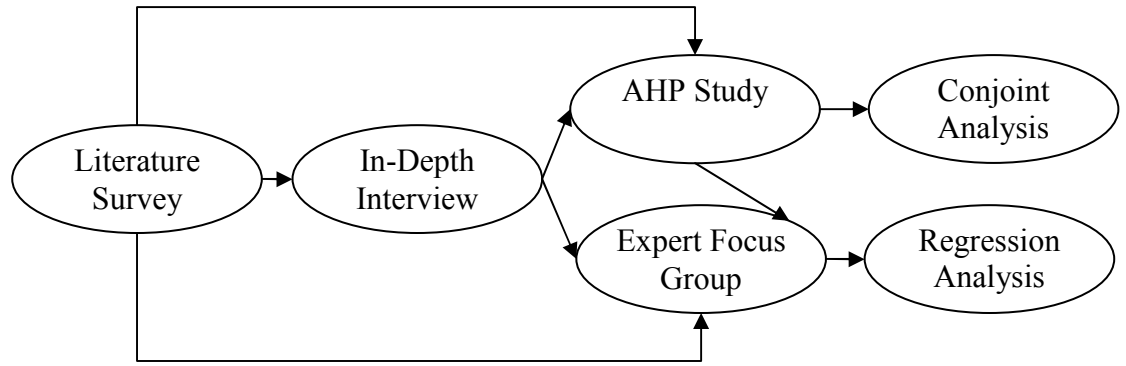 Literature
Survey
In-Depth
Interview
AHP Study
Conjoint
Analysis
Expert Focus
Group
Regression
Analysis